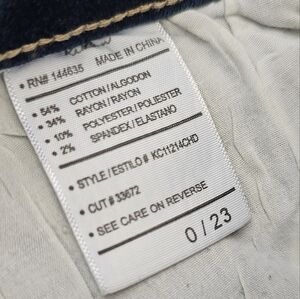 • RN# 144635 MADE IN CHINA
• 54% COTTON/ALGODON
• 34% RAYON/RAYON
• 10% POLYESTER/POLIESTER
• 2% SPANDEX/ELASTANO
• STYLE/ESTILO # KC11214CHD
• CUT # 33672
• SEE CARE ON REVERSE
0 / 23